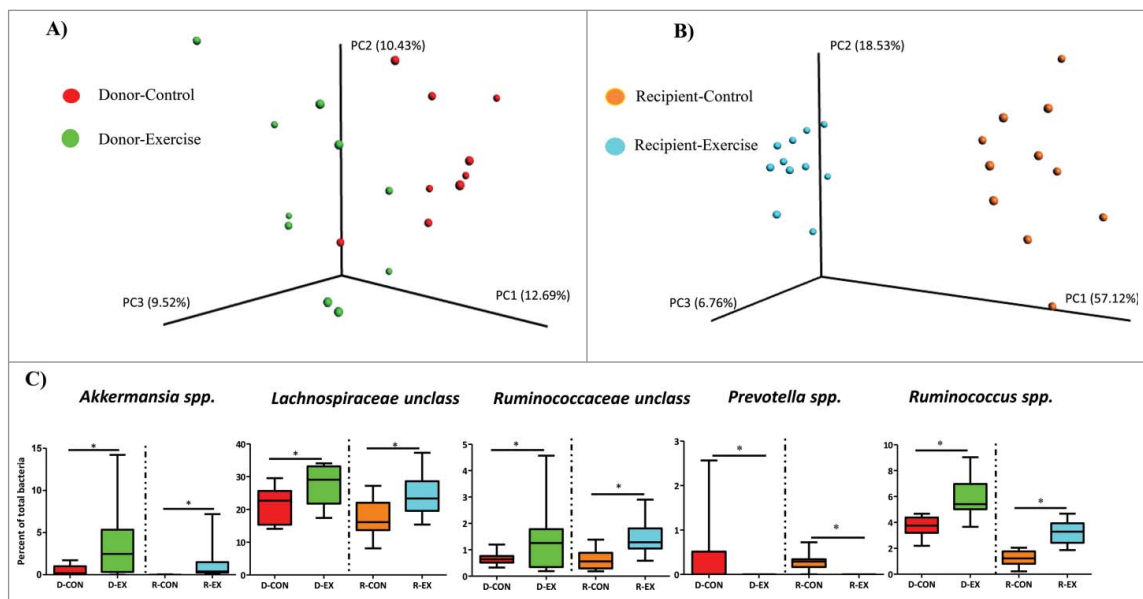 A)
PC2 (10.43%)
Donor-Control
Donor-Exercise
PC3 (9.52%)
PC1 (12.69%)
B)
PC2 (18.53%)
Recipient-Control
Recipient-Exercise
PC3 (6.76%)
PC1 (57.12%)
C)
Akkermansia spp.
Lachnospiraceae unclass
Ruminococcaceae unclass
Prevotella spp.
Ruminococcus spp.
Percent of total bacteria
15
10
5
0
*
*
D-CON D-EX R-CON R-EX
40
30
20
10
0
*
*
D-CON D-EX R-CON R-EX
5
4
3
2
1
0
*
*
D-CON D-EX R-CON R-EX
3
2
1
0
*
*
D-CON D-EX R-CON R-EX
10
8
6
4
2
0
*
*
D-CON D-EX R-CON R-EX